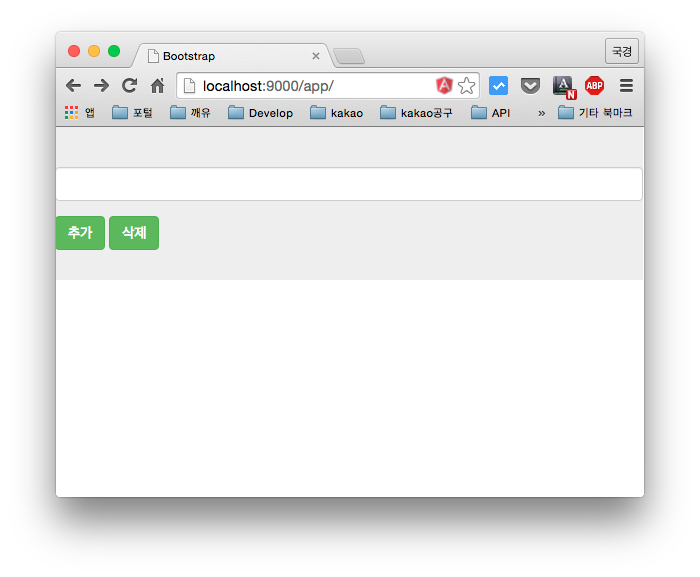 Bootstrap
국경
localhost:9000/app/
ABP
N
앱 포털 깨유 Develop kakao kakao공구 API » 기타 북마크
추가 삭제